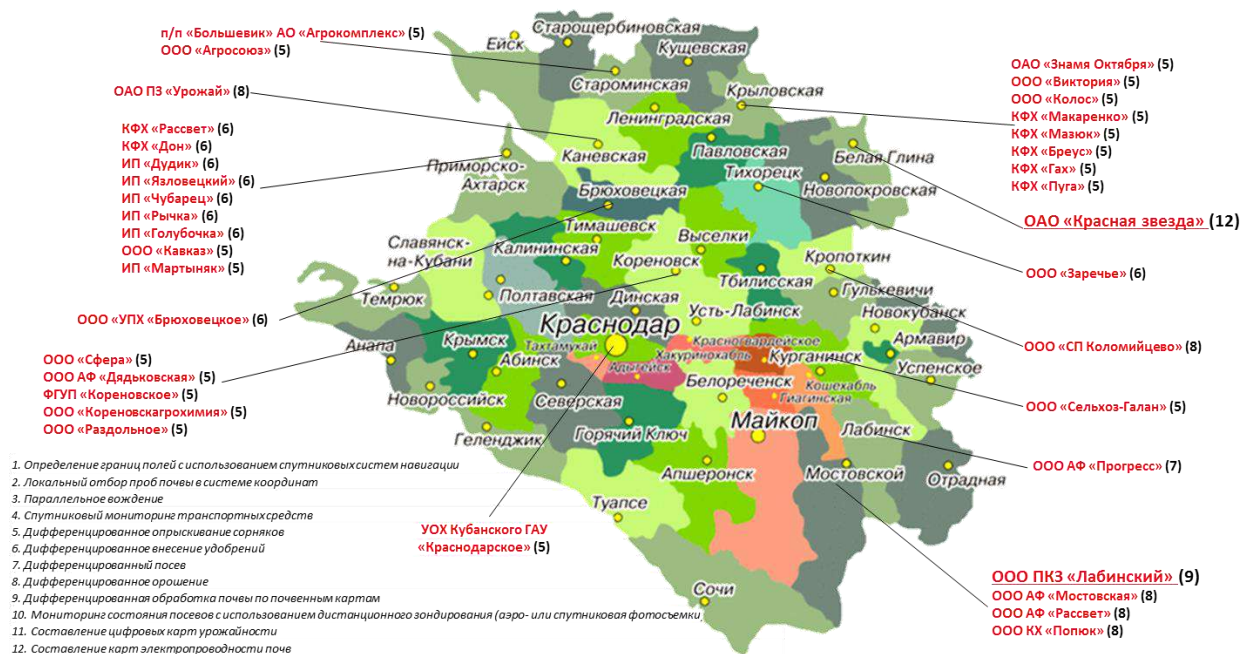 п/п «Большевик» АО «Агрокомплекс» (5)
ООО «Агросоюз» (5)
ОАО ПЗ «Урожай» (8)
КФХ «Рассвет» (6)
КФХ «Дон» (6)
ИП «Дудик» (6)
ИП «Язловецкий» (6)
ИП «Чубарец» (6)
ИП «Рычка» (6)
ИП «Голубочка» (6)
ООО «Кавказ» (5)
ИП «Мартыняк» (5)
ООО «УПХ «Брюховецкое» (6)
ООО «Сфера» (5)
ООО АФ «Дядьковская» (5)
ФГУП «Кореновское» (5)
ООО «Кореновскагрохимия» (5)
ООО «Раздольное» (5)
Старощербиновская
Ейск
Кущевская
Староминская
Крыловская
Ленинградская
Павловская
Каневская
Белая Глина
Приморско-
Ахтарск
Тихорецк
Новопокровская
Брюховецкая
Тимашевск
Выселки
Славянск-
на-Кубани
Калининская
Кореновск
Кропоткин
Тбилисская
Гулькевичи
Темрюк
Полтавская
Динская
Усть-Лабинск
Новокубанск
Краснодар
Красногвардейское
Армавир
Анапа
Крымск
Тахтамукай
Хакуринохабль
Курганинск
Абинск
Адыгейск
Кошехабль
Успенское
Белореченск
Гиагинская
Новороссийск
Северская
Майкоп
Лабинск
Геленджик
Горячий Ключ
Апшеронск
Мостовской
Отрадная
Туапсе
Сочи
ОАО «Знамя Октября» (5)
ООО «Виктория» (5)
ООО «Колос» (5)
КФХ «Макаренко» (5)
КФХ «Мазюк» (5)
КФХ «Бреус» (5)
КФХ «Гах» (5)
КФХ «Пуга» (5)
ОАО «Красная звезда» (12)
ООО «Заречье» (6)
ООО «СП Коломийцево» (8)
ООО «Сельхоз-Галан» (5)
ООО АФ «Прогресс» (7)
ООО ПКЗ «Лабинский» (9)
ООО АФ «Мостовская» (8)
ООО АФ «Рассвет» (8)
ООО КХ «Попюк» (8)
УОХ Кубанского ГАУ
«Краснодарское» (5)
1. Определение границ полей с использованием спутниковых систем навигации
2. Локальный отбор проб почвы в системе координат
3. Параллельное вождение
4. Спутниковый мониторинг транспортных средств
5. Дифференцированное опрыскивание сорняков
6. Дифференцированное внесение удобрений
7. Дифференцированный посев
8. Дифференцированное орошение
9. Дифференцированная обработка почвы по почвенным картам
10. Мониторинг состояния посевов с использованием дистанционного зондирования (аэро- или спутниковая фотосъемки
11. Составление цифровых карт урожайности
12. Составление карт электропроводности почв